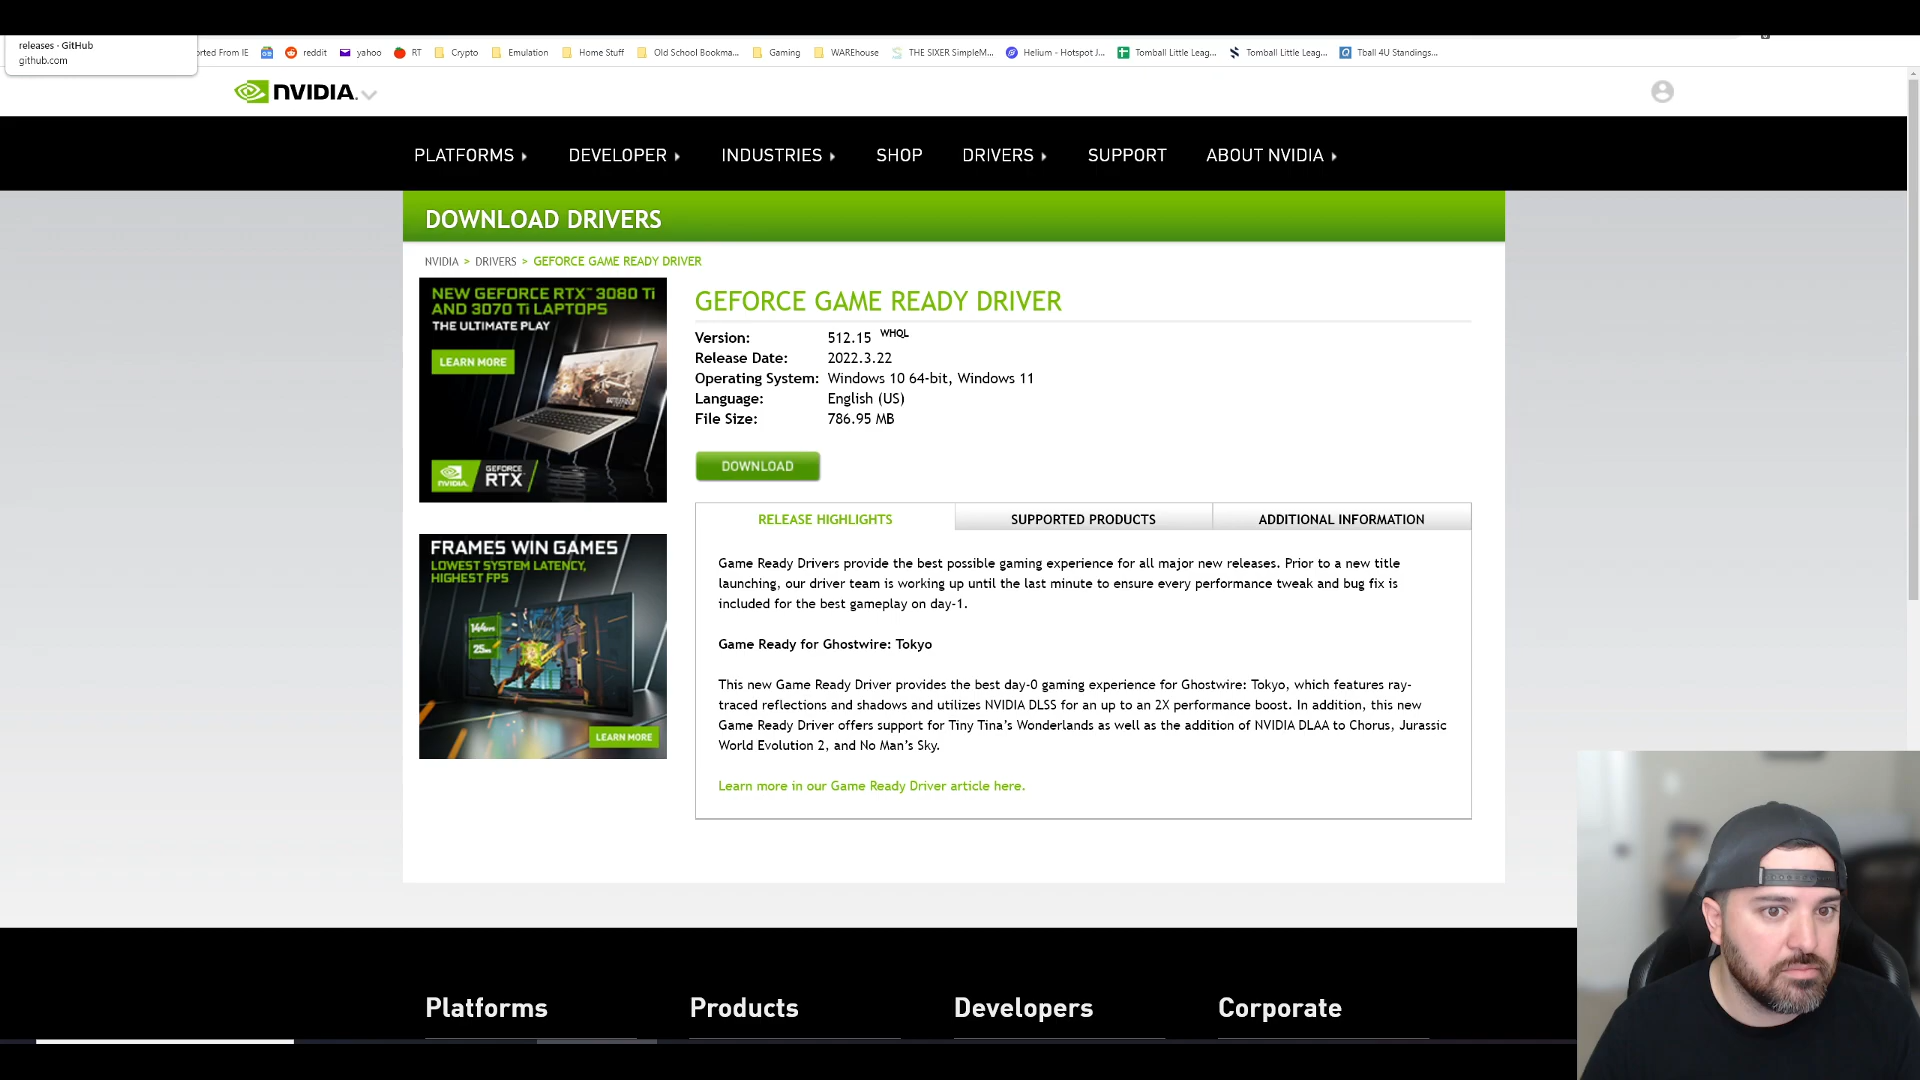 releases - GitHub
github.com
rted From IE
reddit
yahoo
RT
Crypto
Emulation
Home Stuff
Old School Bookma...
Gaming
WAREhouse
THE SIXER SimpleM...
Helium - Hotspot J...
Tomball Little Leag...
Tomball Little Leag...
Tball 4U Standings...
NVIDIA.
PLATFORMS
DEVELOPER
INDUSTRIES
SHOP
DRIVERS
SUPPORT
ABOUT NVIDIA
DOWNLOAD DRIVERS
NVIDIA > DRIVERS > GEFORCE GAME READY DRIVER
NEW GEFORCE RTX™ 3080 Ti
AND 3070 Ti LAPTOPS
THE ULTIMATE PLAY
LEARN MORE
NVIDIA.
GEFORCE
RTX™
FRAMES WIN GAMES
LOWEST SYSTEM LATENCY,
HIGHEST FPS
144FPS
25ms
LEARN MORE
GEFORCE GAME READY DRIVER
Version: 512.15 WHQL
Release Date: 2022.3.22
Operating System: Windows 10 64-bit, Windows 11
Language: English (US)
File Size: 786.95 MB
DOWNLOAD
RELEASE HIGHLIGHTS
SUPPORTED PRODUCTS
ADDITIONAL INFORMATION
Game Ready Drivers provide the best possible gaming experience for all major new releases. Prior to a new title
launching, our driver team is working up until the last minute to ensure every performance tweak and bug fix is
included for the best gameplay on day-1.
Game Ready for Ghostwire: Tokyo
This new Game Ready Driver provides the best day-0 gaming experience for Ghostwire: Tokyo, which features ray-
traced reflections and shadows and utilizes NVIDIA DLSS for an up to an 2X performance boost. In addition, this new
Game Ready Driver offers support for Tiny Tina's Wonderlands as well as the addition of NVIDIA DLAA to Chorus, Jurassic
World Evolution 2, and No Man's Sky.
Learn more in our Game Ready Driver article here.
Platforms
Products
Developers
Corporate